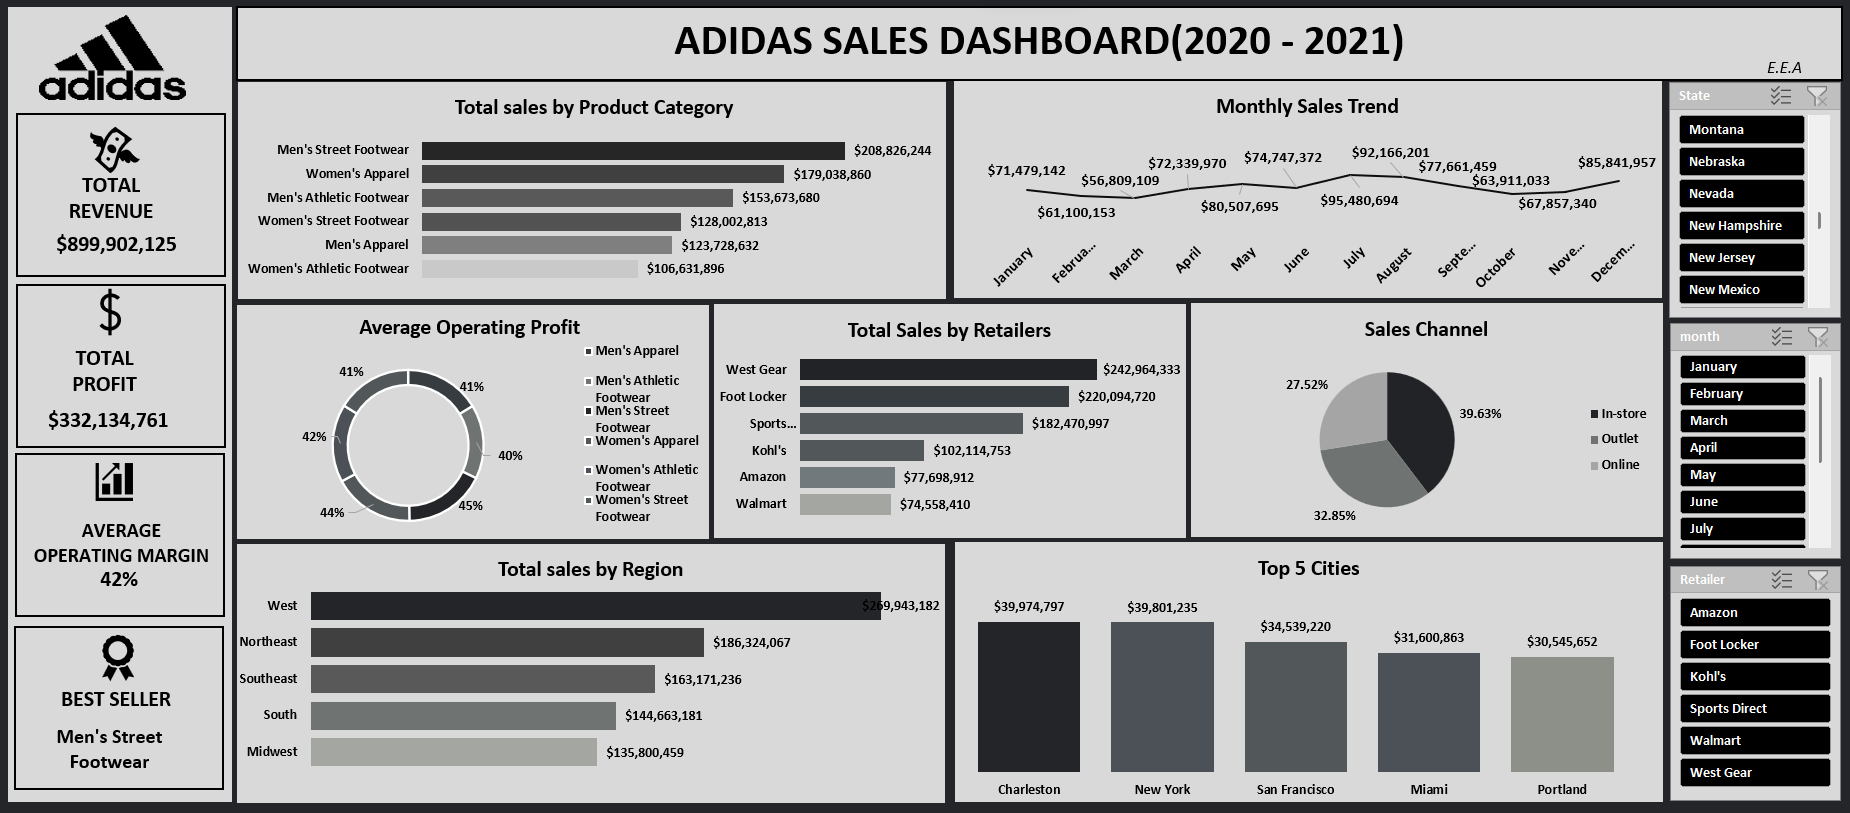 adidas
TOTAL
REVENUE
$899,902,125
TOTAL
PROFIT
$332,134,761
AVERAGE
OPERATING MARGIN
42%
BEST SELLER
Men's Street
Footwear
ADIDAS SALES DASHBOARD(2020 - 2021)
E.E.A
Total sales by Product Category
Men's Street Footwear $208,826,244
Women's Apparel $179,038,860
Men's Athletic Footwear $153,673,680
Women's Street Footwear $128,002,813
Men's Apparel $123,728,632
Women's Athletic Footwear $106,631,896
Monthly Sales Trend
$71,479,142
$61,100,153
$56,809,109
$72,339,970
$80,507,695
$74,747,372
$95,480,694
$92,166,201
$77,661,459
$63,911,033
$67,857,340
$85,841,957
January
Februa...
March
April
May
June
July
August
Septe...
October
Nove...
Decem...
Average Operating Profit
41%
41%
40%
45%
44%
42%
Men's Apparel
Men's Athletic
Footwear
Men's Street
Footwear
Women's Apparel
Women's Athletic
Footwear
Women's Street
Footwear
Total Sales by Retailers
West Gear $242,964,333
Foot Locker $220,094,720
Sports... $182,470,997
Kohl's $102,114,753
Amazon $77,698,912
Walmart $74,558,410
Sales Channel
27.52%
39.63%
32.85%
In-store
Outlet
Online
Total sales by Region
West $269,943,182
Northeast $186,324,067
Southeast $163,171,236
South $144,663,181
Midwest $135,800,459
Top 5 Cities
$39,974,797
$39,801,235
$34,539,220
$31,600,863
$30,545,652
Charleston
New York
San Francisco
Miami
Portland
State
Montana
Nebraska
Nevada
New Hampshire
New Jersey
New Mexico
month
January
February
March
April
May
June
July
Retailer
Amazon
Foot Locker
Kohl's
Sports Direct
Walmart
West Gear